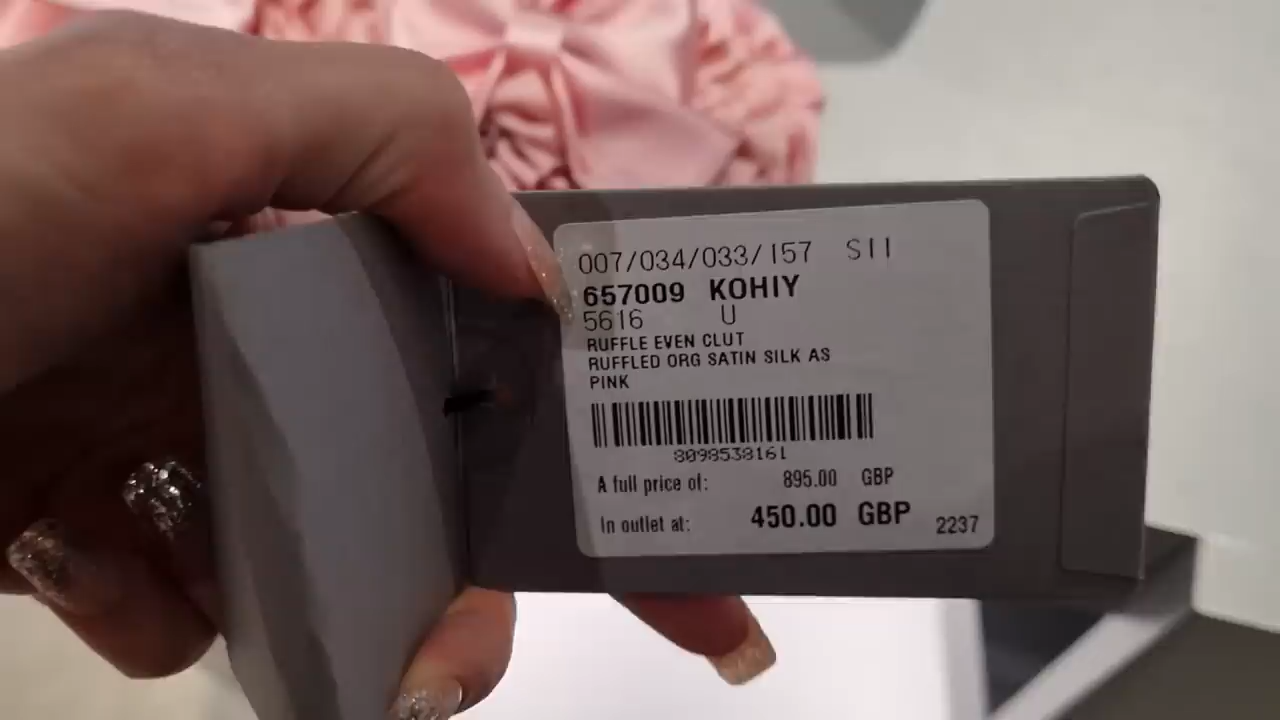 007/034/033/157 S11
657009 KOHIY
5616 U
RUFFLE EVEN CLUT
RUFFLED ORG SATIN SILK AS
PINK
8098538161
A full price of: 895.00 GBP
In outlet at: 450.00 GBP 2237